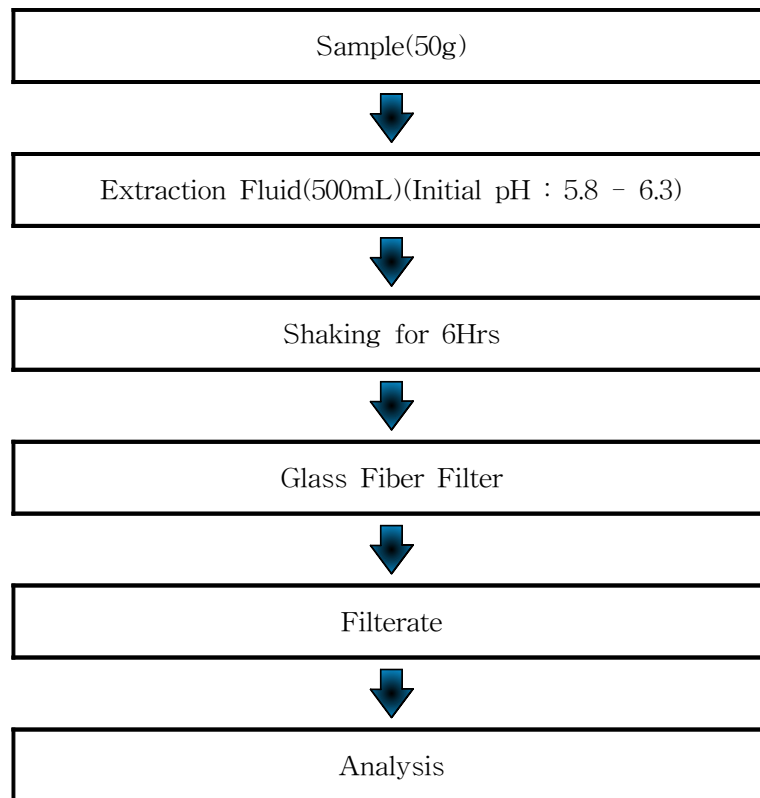 Sample(50g)
Extraction Fluid(500mL)(Initial pH : 5.8 - 6.3)
Shaking for 6Hrs
Glass Fiber Filter
Filterate
Analysis